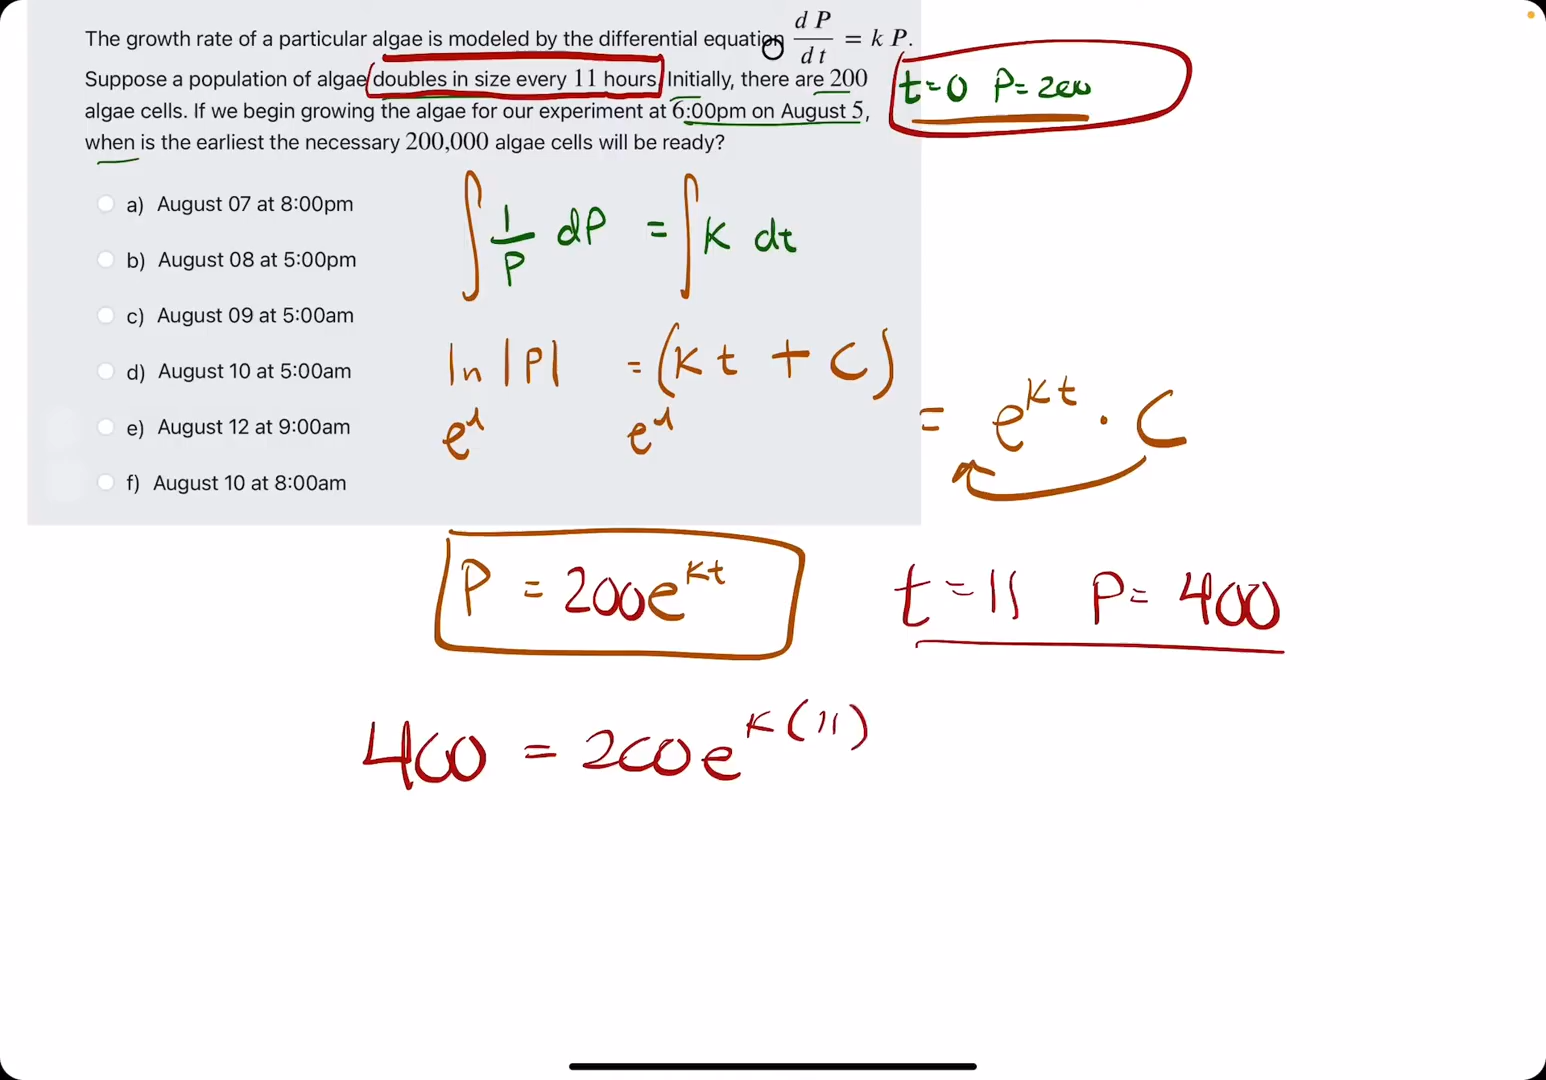 The growth rate of a particular algae is modeled by the differential equation dP/dt = k P.
Suppose a population of algae doubles in size every 11 hours. Initially, there are 200
algae cells. If we begin growing the algae for our experiment at 6:00pm on August 5,
when is the earliest the necessary 200,000 algae cells will be ready?
t=0 P=200
a) August 07 at 8:00pm
b) August 08 at 5:00pm
c) August 09 at 5:00am
d) August 10 at 5:00am
e) August 12 at 9:00am
f) August 10 at 8:00am
∫ 1/P dP = ∫ K dt
ln |P| = (Kt + C)
e^ e^ = e^Kt · C
P = 200e^Kt
t=11 P=400
400 = 200e^K(11)